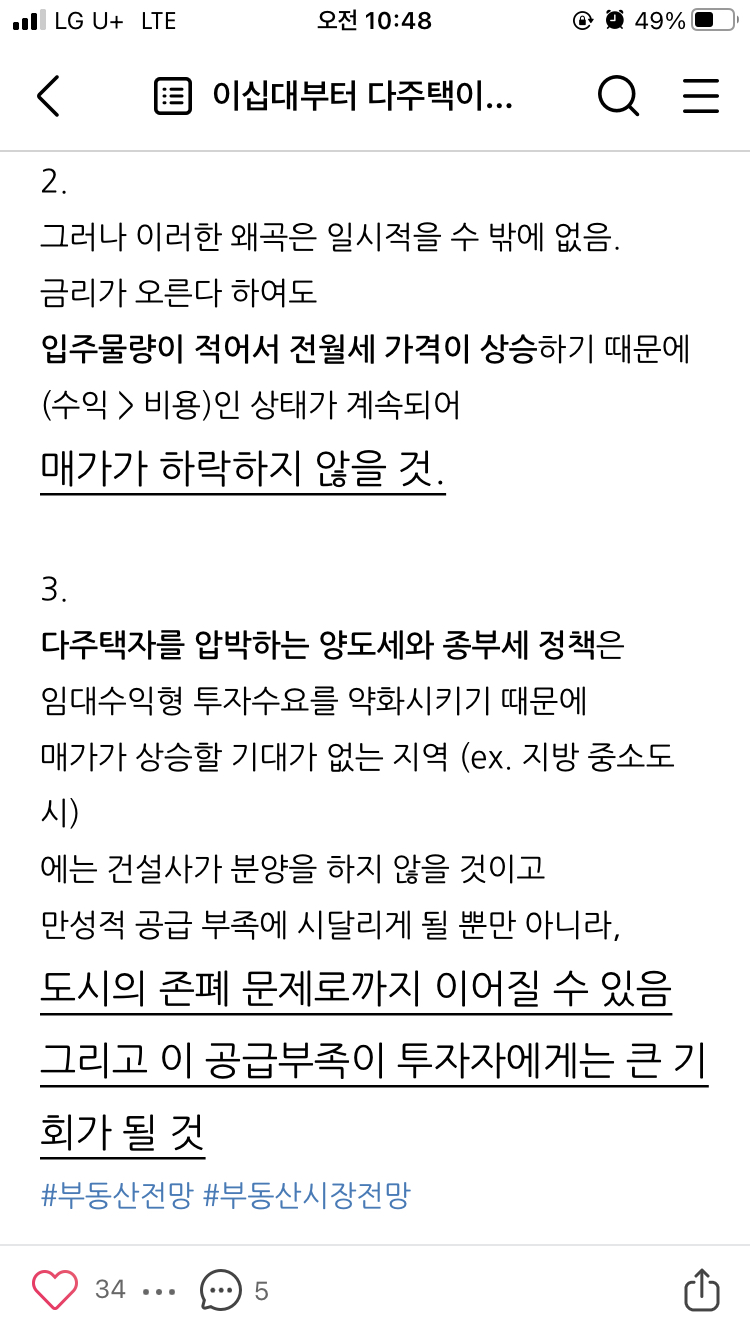 LG U+ LTE 오전 10:48 49%
이십대부터 다주택이...
2.
그러나 이러한 왜곡은 일시적을 수 밖에 없음.
금리가 오른다 하여도
입주물량이 적어서 전월세 가격이 상승하기 때문에
(수익 > 비용)인 상태가 계속되어
매가가 하락하지 않을 것.
3.
다주택자를 압박하는 양도세와 종부세 정책은
임대수익형 투자수요를 약화시키기 때문에
매가가 상승할 기대가 없는 지역 (ex. 지방 중소도
시)
에는 건설사가 분양을 하지 않을 것이고
만성적 공급 부족에 시달리게 될 뿐만 아니라,
도시의 존폐 문제로까지 이어질 수 있음
그리고 이 공급부족이 투자자에게는 큰 기
회가 될 것
#부동산전망 #부동산시장전망
34 ... 5